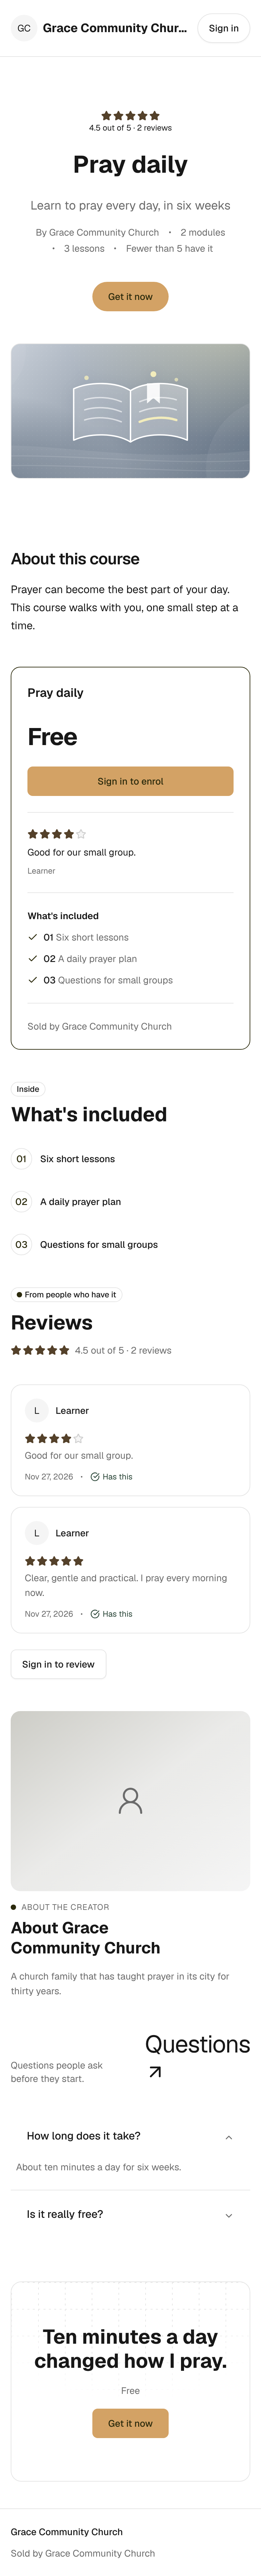 GC
Grace Community Chur...
Sign in
4.5 out of 5 · 2 reviews
Pray daily
Learn to pray every day, in six weeks
By Grace Community Church • 2 modules
• 3 lessons • Fewer than 5 have it
Get it now
About this course
Prayer can become the best part of your day.
This course walks with you, one small step at a
time.
Pray daily
Free
Sign in to enrol
Good for our small group.
Learner
What's included
01 Six short lessons
02 A daily prayer plan
03 Questions for small groups
Sold by Grace Community Church
Inside
What's included
01 Six short lessons
02 A daily prayer plan
03 Questions for small groups
From people who have it
Reviews
4.5 out of 5 · 2 reviews
L
Learner
Good for our small group.
Nov 27, 2026 • Has this
L
Learner
Clear, gentle and practical. I pray every morning
now.
Nov 27, 2026 • Has this
Sign in to review
ABOUT THE CREATOR
About Grace
Community Church
A church family that has taught prayer in its city for
thirty years.
Questions
Questions people ask
before they start.
How long does it take?
About ten minutes a day for six weeks.
Is it really free?
Ten minutes a day
changed how I pray.
Free
Get it now
Grace Community Church
Sold by Grace Community Church